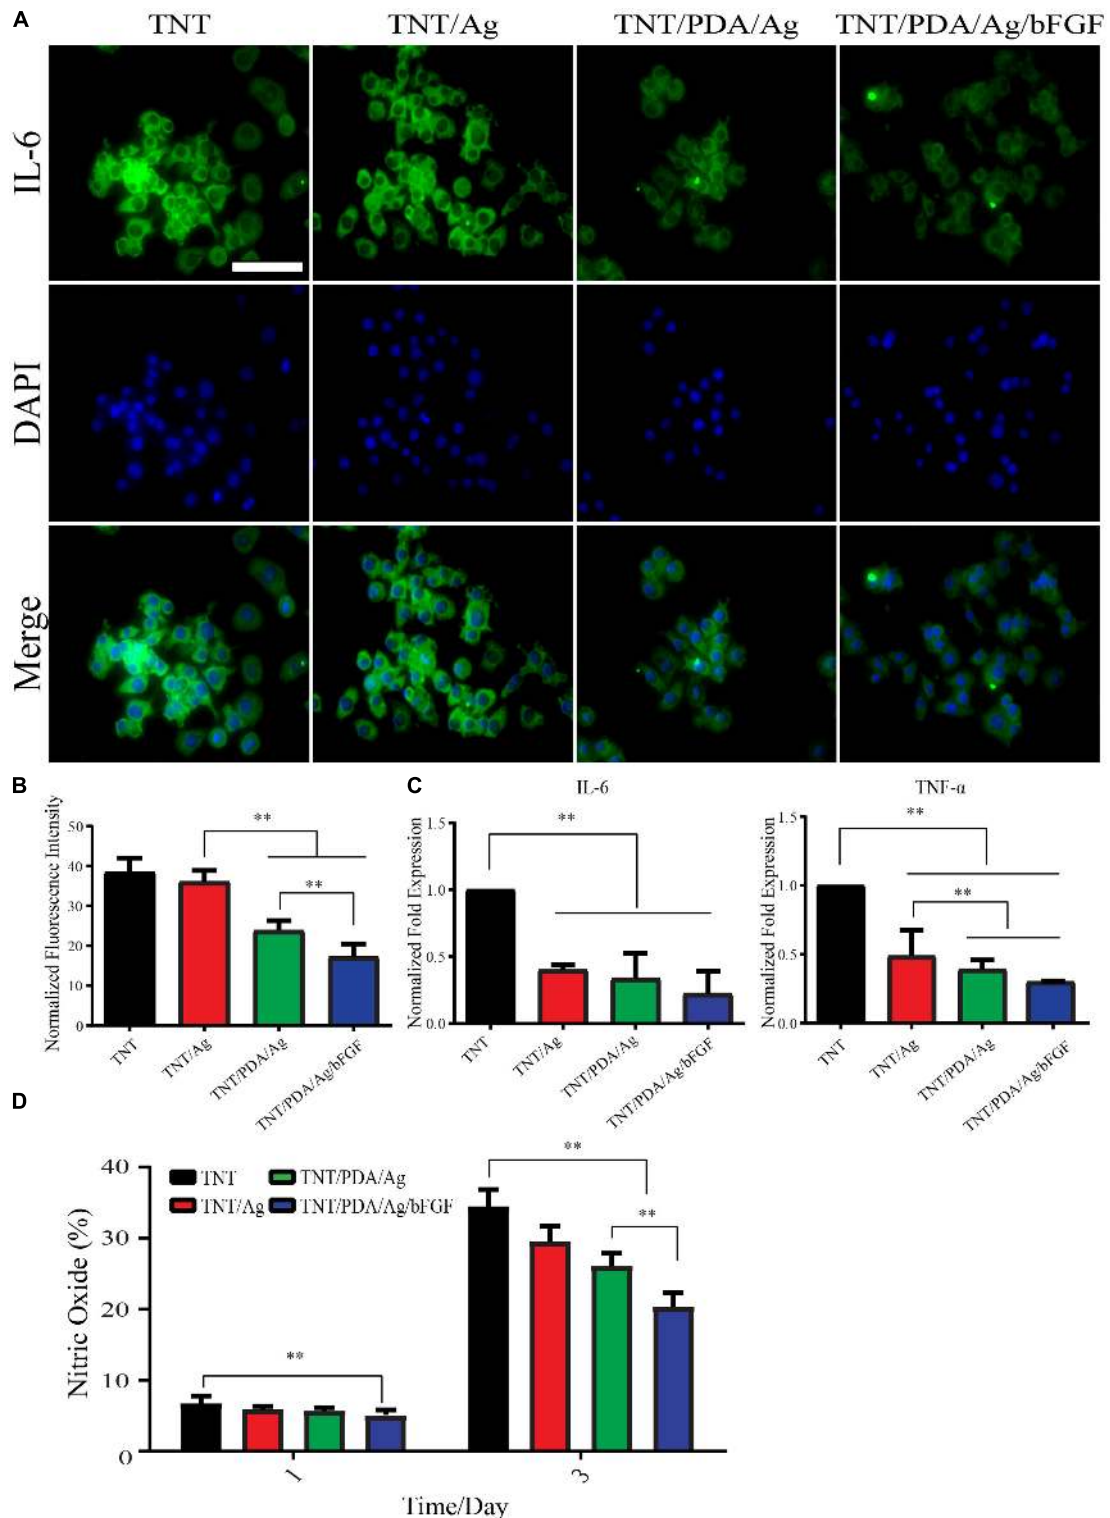 A
TNT TNT/Ag TNT/PDA/Ag TNT/PDA/Ag/bFGF
IL-6
DAPI
Merge
B
Normalized Fluorescence Intensity
50
40
30
20
10
0
**
**
TNT TNT/Ag TNT/PDA/Ag TNT/PDA/Ag/bFGF
C
IL-6
Normalized Fold Expression
1.5
1.0
0.5
0.0
**
TNT TNT/Ag TNT/PDA/Ag TNT/PDA/Ag/bFGF
TNF-α
Normalized Fold Expression
1.5
1.0
0.5
0.0
**
**
TNT TNT/Ag TNT/PDA/Ag TNT/PDA/Ag/bFGF
D
Nitric Oxide (%)
40
30
20
10
0
TNT TNT/PDA/Ag
TNT/Ag TNT/PDA/Ag/bFGF
**
**
**
1 3
Time/Day